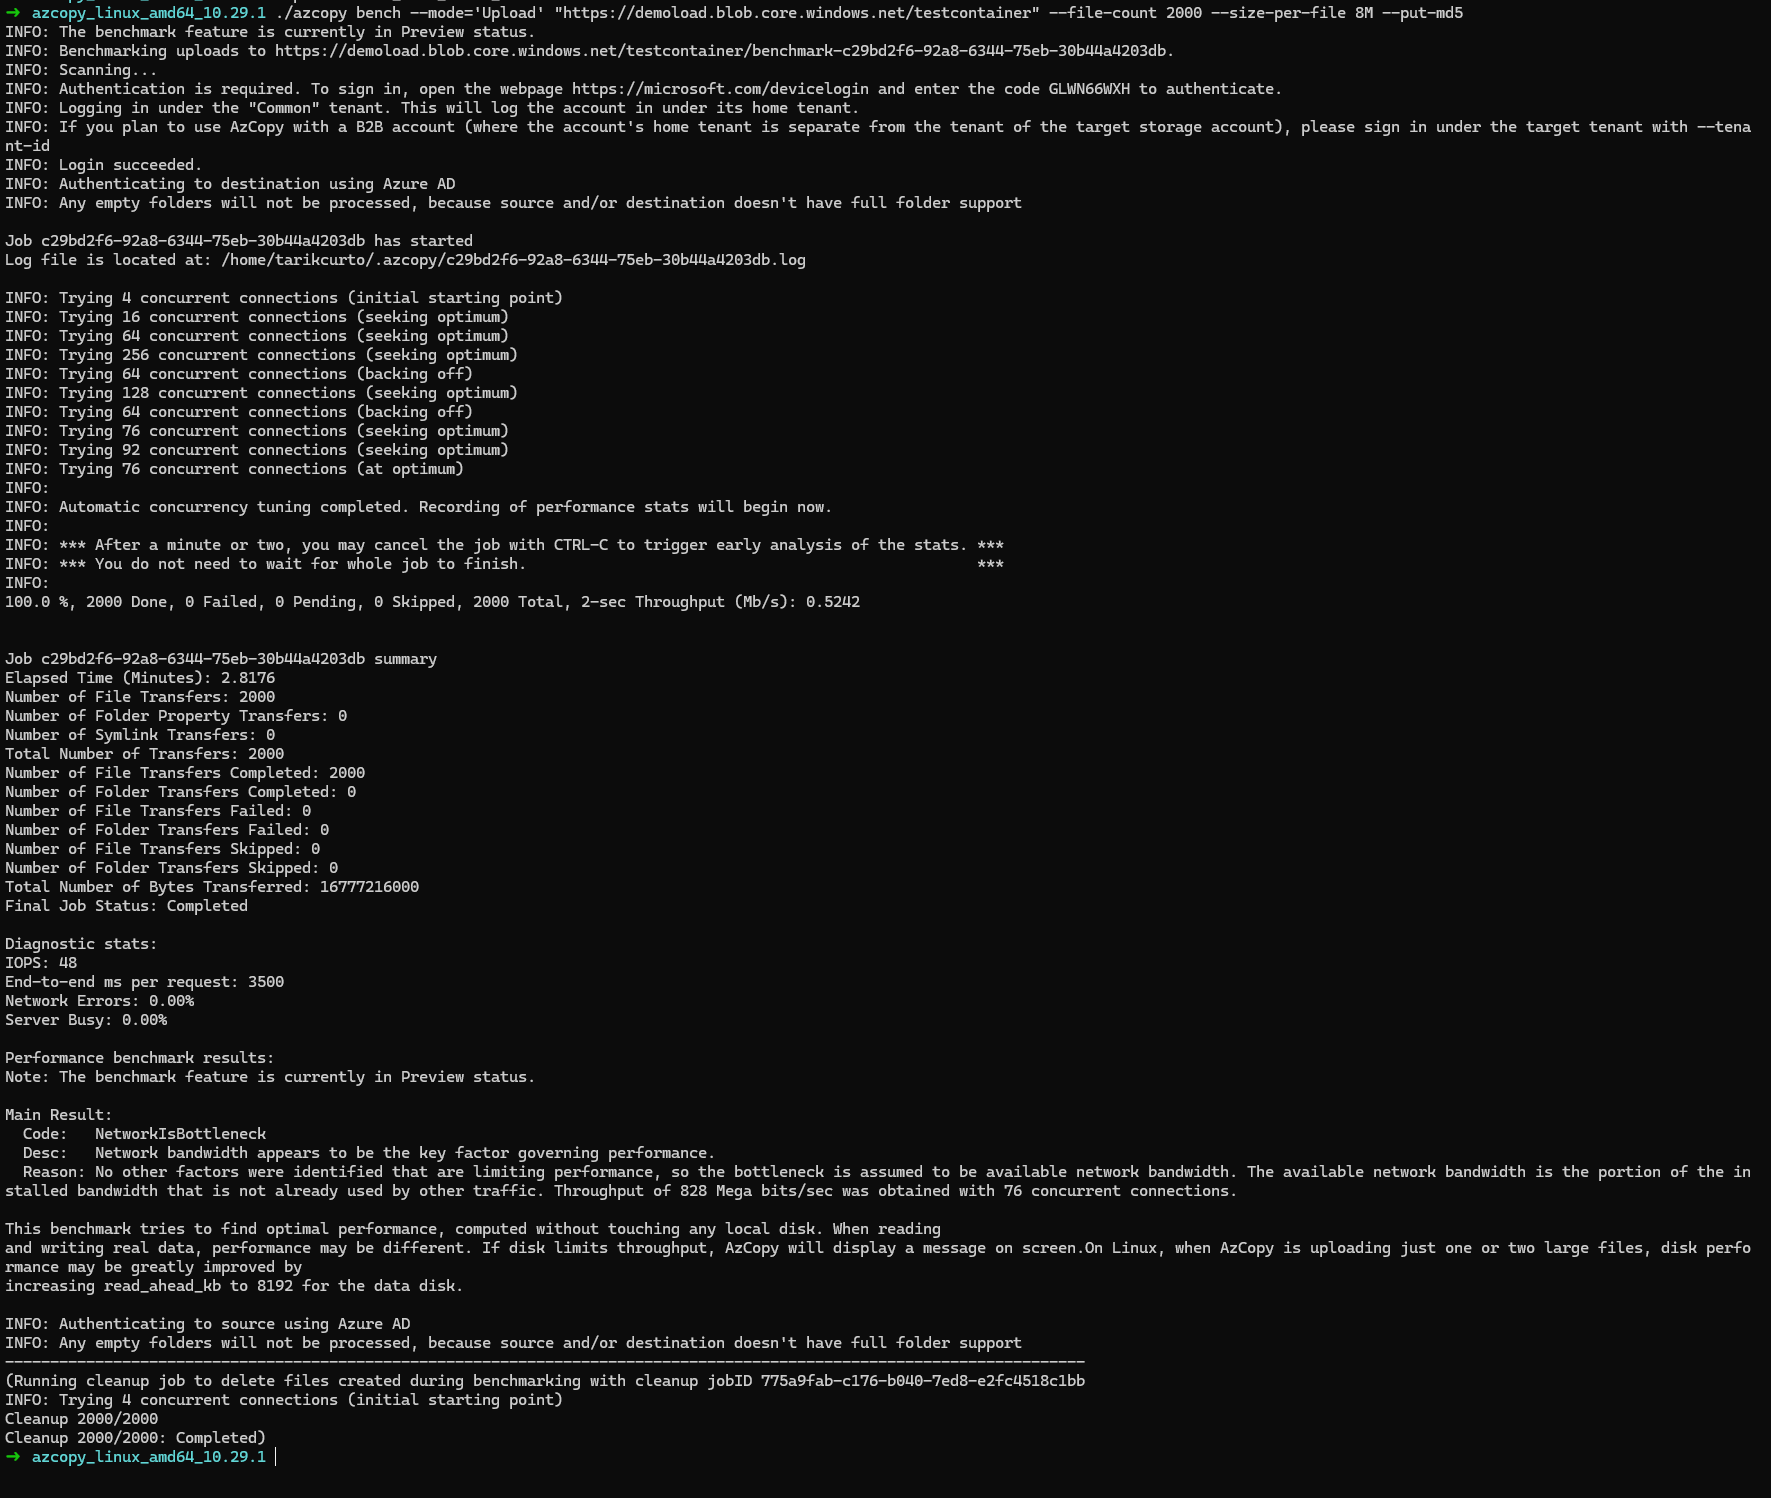 ➜ azcopy_linux_amd64_10.29.1 ./azcopy bench --mode='Upload' "https://demoload.blob.core.windows.net/testcontainer" --file-count 2000 --size-per-file 8M --put-md5
INFO: The benchmark feature is currently in Preview status.
INFO: Benchmarking uploads to https://demoload.blob.core.windows.net/testcontainer/benchmark-c29bd2f6-92a8-6344-75eb-30b44a4203db.
INFO: Scanning...
INFO: Authentication is required. To sign in, open the webpage https://microsoft.com/devicelogin and enter the code GLWN66WXH to authenticate.
INFO: Logging in under the "Common" tenant. This will log the account in under its home tenant.
INFO: If you plan to use AzCopy with a B2B account (where the account's home tenant is separate from the tenant of the target storage account), please sign in under the target tenant with --tena
nt-id
INFO: Login succeeded.
INFO: Authenticating to destination using Azure AD
INFO: Any empty folders will not be processed, because source and/or destination doesn't have full folder support

Job c29bd2f6-92a8-6344-75eb-30b44a4203db has started
Log file is located at: /home/tarikcurto/.azcopy/c29bd2f6-92a8-6344-75eb-30b44a4203db.log

INFO: Trying 4 concurrent connections (initial starting point)
INFO: Trying 16 concurrent connections (seeking optimum)
INFO: Trying 64 concurrent connections (seeking optimum)
INFO: Trying 256 concurrent connections (seeking optimum)
INFO: Trying 64 concurrent connections (backing off)
INFO: Trying 128 concurrent connections (seeking optimum)
INFO: Trying 64 concurrent connections (backing off)
INFO: Trying 76 concurrent connections (seeking optimum)
INFO: Trying 92 concurrent connections (seeking optimum)
INFO: Trying 76 concurrent connections (at optimum)
INFO:
INFO: Automatic concurrency tuning completed. Recording of performance stats will begin now.
INFO:
INFO: *** After a minute or two, you may cancel the job with CTRL-C to trigger early analysis of the stats. ***
INFO: *** You do not need to wait for whole job to finish. ***
INFO:
100.0 %, 2000 Done, 0 Failed, 0 Pending, 0 Skipped, 2000 Total, 2-sec Throughput (Mb/s): 0.5242

Job c29bd2f6-92a8-6344-75eb-30b44a4203db summary
Elapsed Time (Minutes): 2.8176
Number of File Transfers: 2000
Number of Folder Property Transfers: 0
Number of Symlink Transfers: 0
Total Number of Transfers: 2000
Number of File Transfers Completed: 2000
Number of Folder Transfers Completed: 0
Number of File Transfers Failed: 0
Number of Folder Transfers Failed: 0
Number of File Transfers Skipped: 0
Number of Folder Transfers Skipped: 0
Total Number of Bytes Transferred: 16777216000
Final Job Status: Completed

Diagnostic stats:
IOPS: 48
End-to-end ms per request: 3500
Network Errors: 0.00%
Server Busy: 0.00%

Performance benchmark results:
Note: The benchmark feature is currently in Preview status.

Main Result:
  Code:   NetworkIsBottleneck
  Desc:   Network bandwidth appears to be the key factor governing performance.
  Reason: No other factors were identified that are limiting performance, so the bottleneck is assumed to be available network bandwidth. The available network bandwidth is the portion of the in
stalled bandwidth that is not already used by other traffic. Throughput of 828 Mega bits/sec was obtained with 76 concurrent connections.

This benchmark tries to find optimal performance, computed without touching any local disk. When reading
and writing real data, performance may be different. If disk limits throughput, AzCopy will display a message on screen.On Linux, when AzCopy is uploading just one or two large files, disk perfo
rmance may be greatly improved by
increasing read_ahead_kb to 8192 for the data disk.

INFO: Authenticating to source using Azure AD
INFO: Any empty folders will not be processed, because source and/or destination doesn't have full folder support
------------------------------------------------------------------------------------------------------------------------
(Running cleanup job to delete files created during benchmarking with cleanup jobID 775a9fab-c176-b040-7ed8-e2fc4518c1bb
INFO: Trying 4 concurrent connections (initial starting point)
Cleanup 2000/2000
Cleanup 2000/2000: Completed)
➜ azcopy_linux_amd64_10.29.1